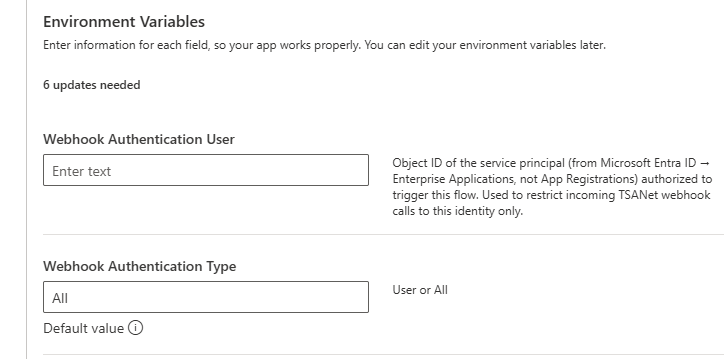 Environment Variables
Enter information for each field, so your app works properly. You can edit your environment variables later.
6 updates needed
Webhook Authentication User
Enter text
Object ID of the service principal (from Microsoft Entra ID →
Enterprise Applications, not App Registrations) authorized to
trigger this flow. Used to restrict incoming TSANet webhook
calls to this identity only.
Webhook Authentication Type
All
User or All
Default value